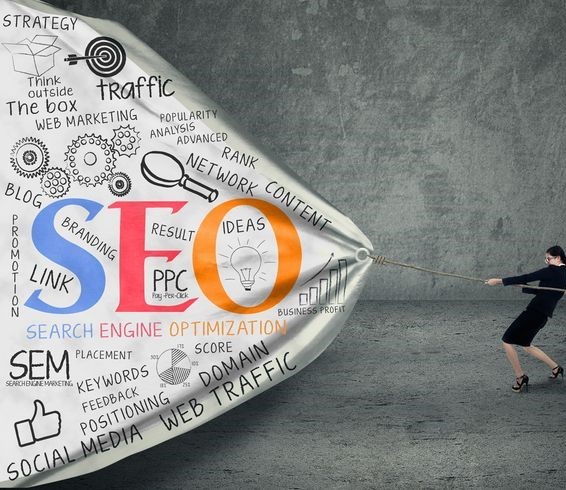 STRATEGY
Think
outside
The box
traffic
WEB MARKETING
POPULARITY
ANALYSIS
ADVANCED
RANK
NETWORK
CONTENT
BLOG
PROMOTION
BRANDING
LINK
RESULT
IDEAS
PPC
Pay-Per-Click
SEO
BUSINESS PROFIT
SEARCH ENGINE OPTIMIZATION
SEM
SEARCH ENGINE MARKETING
PLACEMENT
SCORE
KEYWORDS
FEEDBACK
POSITIONING
DOMAIN
WEB TRAFFIC
SOCIAL MEDIA